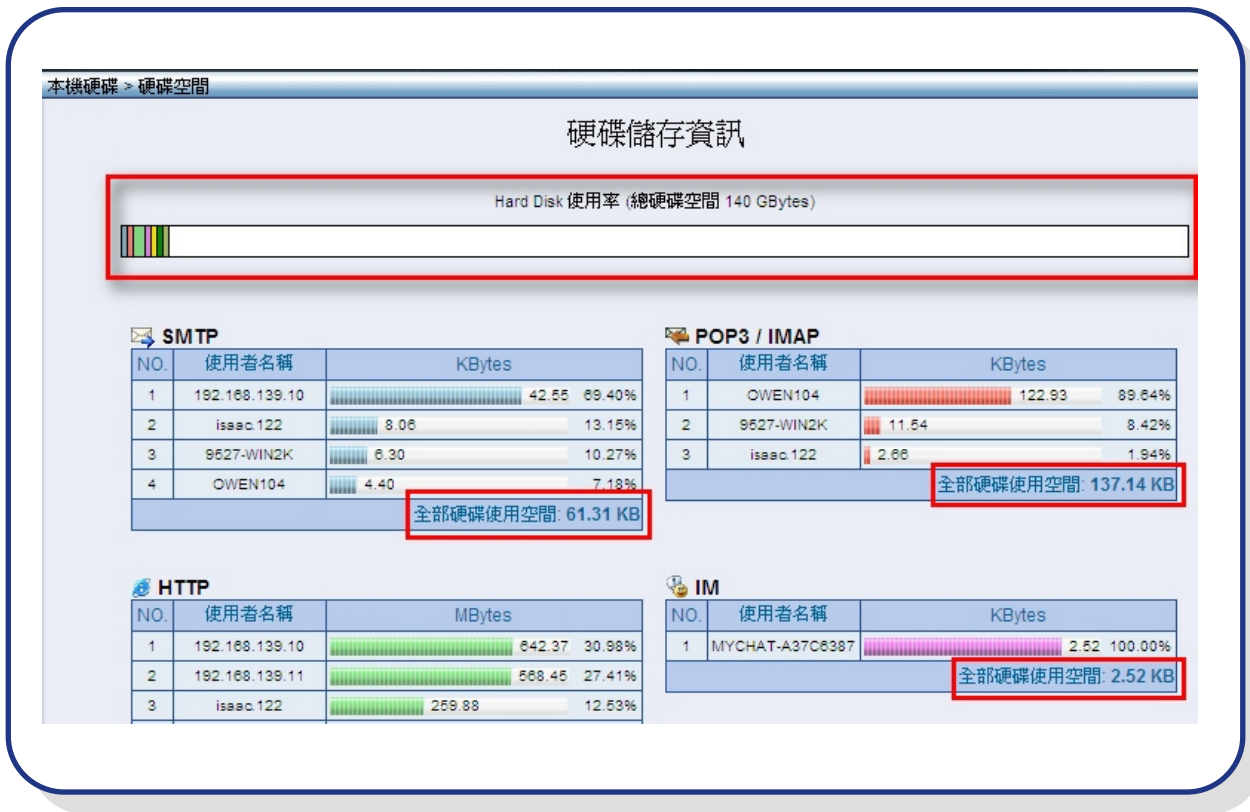 本機硬碟 > 硬碟空間
硬碟儲存資訊
Hard Disk 使用率 (總硬碟空間 140 GBytes)
SMTP
NO. 使用者名稱 KBytes
1 192.168.139.10 42.55 69.40%
2 isaac.122 8.06 13.15%
3 9527-WIN2K 6.30 10.27%
4 OWEN104 4.40 7.18%
全部硬碟使用空間: 61.31 KB
POP3 / IMAP
NO. 使用者名稱 KBytes
1 OWEN104 122.93 89.64%
2 9527-WIN2K 11.54 8.42%
3 isaac.122 2.66 1.94%
全部硬碟使用空間: 137.14 KB
HTTP
NO. 使用者名稱 MBytes
1 192.168.139.10 642.37 30.98%
2 192.168.139.11 568.45 27.41%
3 isaac.122 259.88 12.53%
IM
NO. 使用者名稱 KBytes
1 MYCHAT-A37C6387 2.52 100.00%
全部硬碟使用空間: 2.52 KB